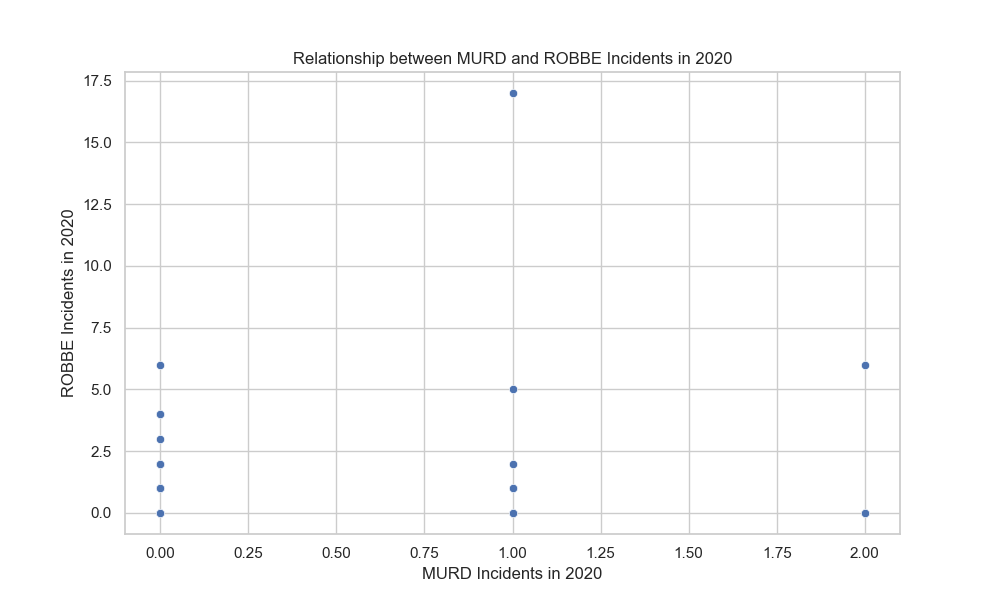 Relationship between MURD and ROBBE Incidents in 2020
17.5
15.0
12.5
10.0
7.5
5.0
2.5
0.0
ROBBE Incidents in 2020
0.00 0.25 0.50 0.75 1.00 1.25 1.50 1.75 2.00
MURD Incidents in 2020